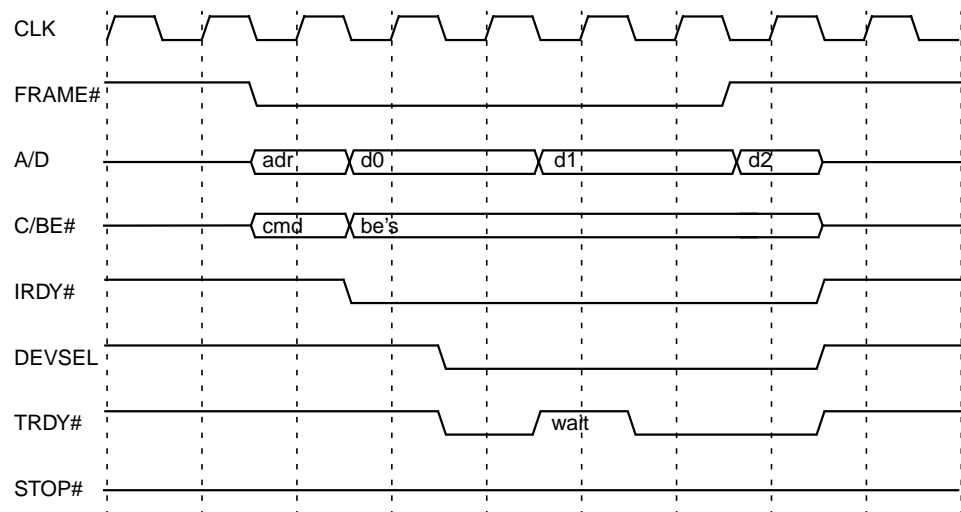 CLK
FRAME#
A/D adr d0 d1 d2
C/BE# cmd be's
IRDY#
DEVSEL
TRDY# wait
STOP#